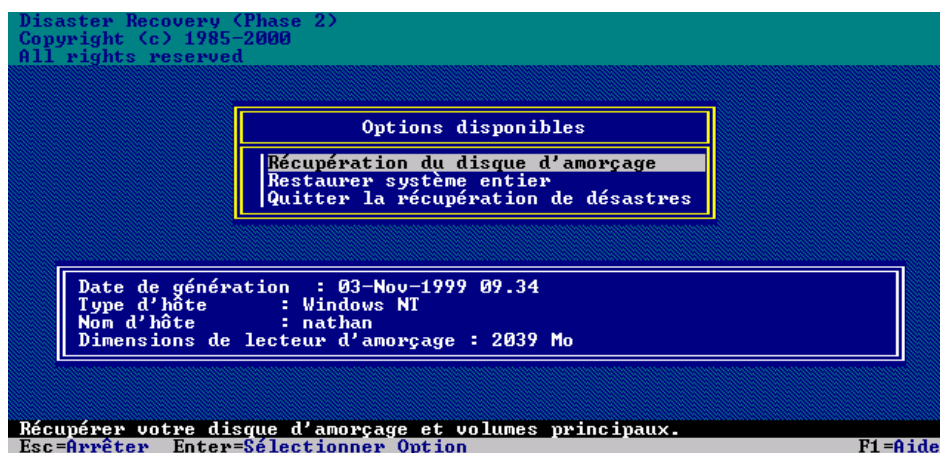 Disaster Recovery (Phase 2)
Copyright (c) 1985-2000
All rights reserved
Options disponibles
Récupération du disque d'amorçage
Restaurer système entier
Quitter la récupération de désastres
Date de génération : 03-Nov-1999 09.34
Type d'hôte : Windows NT
Nom d'hôte : nathan
Dimensions de lecteur d'amorçage : 2039 Mo
Récupérer votre disque d'amorçage et volumes principaux.
Esc=Arrêter Enter=Sélectionner Option F1=Aide